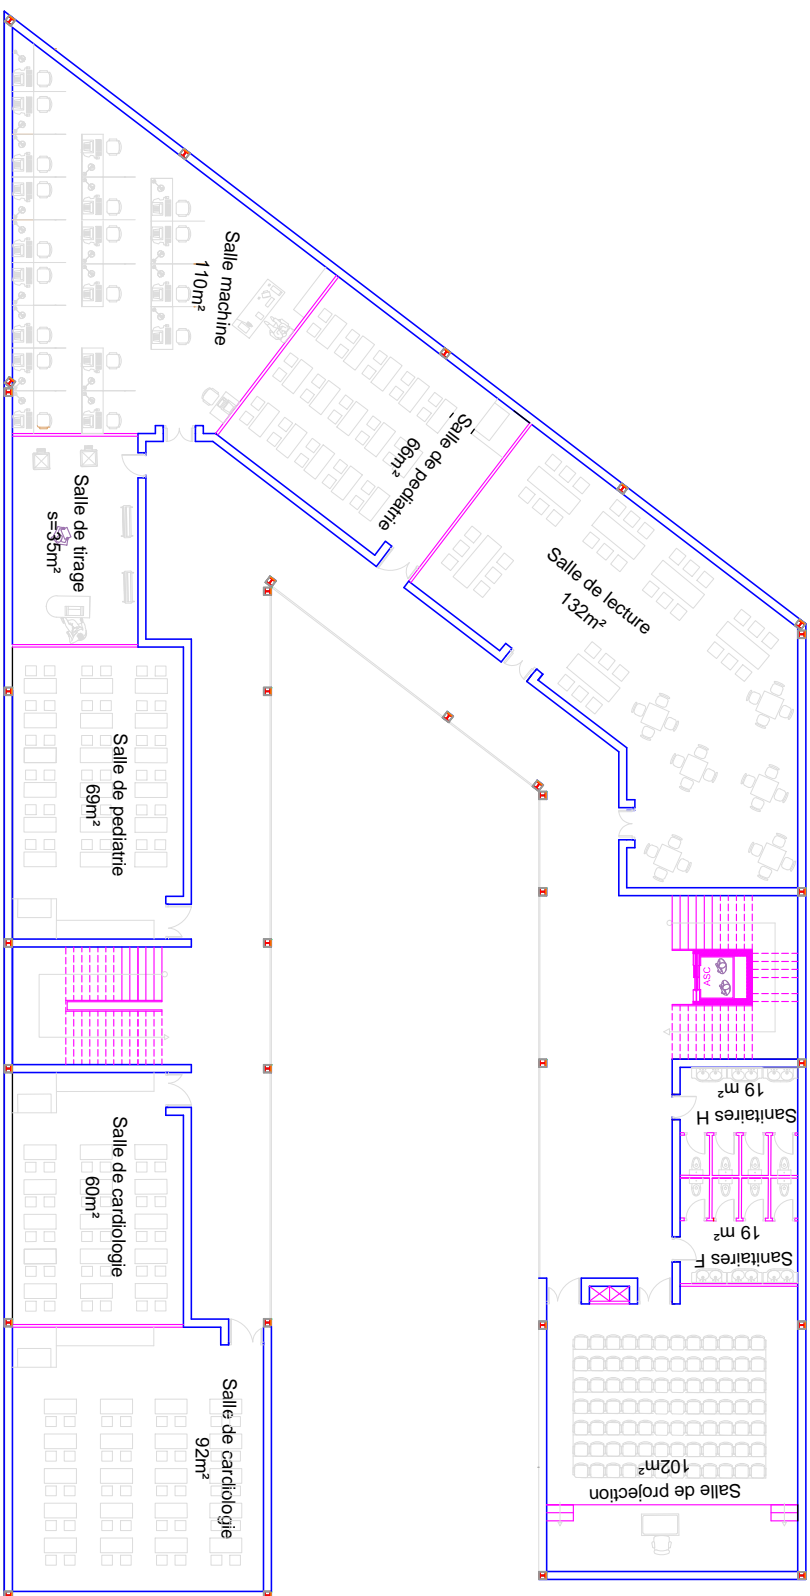 Salle machine
110m²
Salle de pediatrie
66m²
Salle de lecture
132m²
Salle de tirage
s=35m²
Salle de pediatrie
69m²
ASC
Sanitaires H
19 m²
Salle de cardiologie
60m²
Sanitaires F
19 m²
Salle de cardiologie
92m²
Salle de projection
102m²